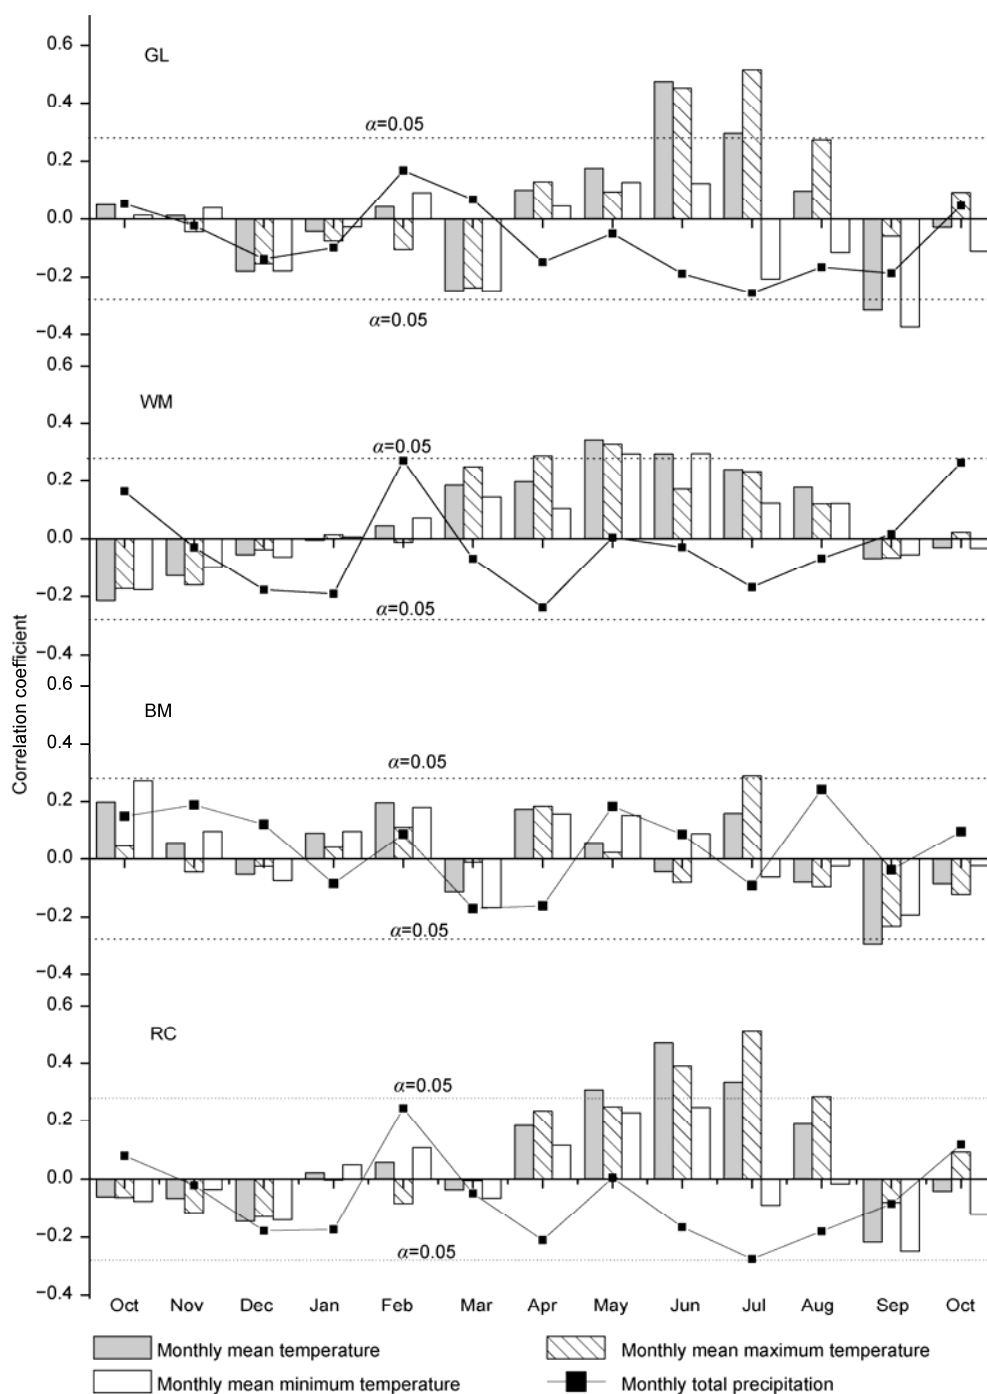 0.6
GL
0.4
α=0.05
0.2
0.0
−0.2
α=0.05
−0.4
0.6
WM
0.4
α=0.05
0.2
0.0
−0.2
α=0.05
−0.4
0.6
BM
0.4
α=0.05
0.2
0.0
−0.2
α=0.05
−0.4
0.6
RC
0.4
α=0.05
0.2
0.0
−0.2
α=0.05
−0.4
Correlation coefficient
Oct Nov Dec Jan Feb Mar Apr May Jun Jul Aug Sep Oct
Monthly mean temperature
Monthly mean maximum temperature
Monthly mean minimum temperature
Monthly total precipitation